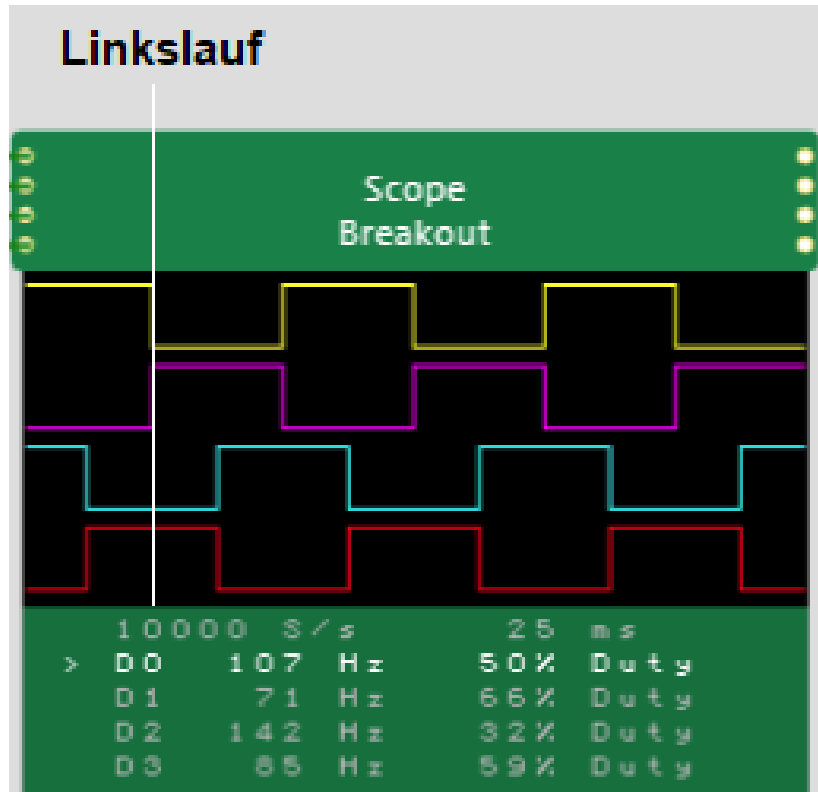 Linkslauf
Scope
Breakout
10000 S/s 25 ms
> D0 107 Hz 50% Duty
D1 71 Hz 66% Duty
D2 142 Hz 32% Duty
D3 85 Hz 59% Duty